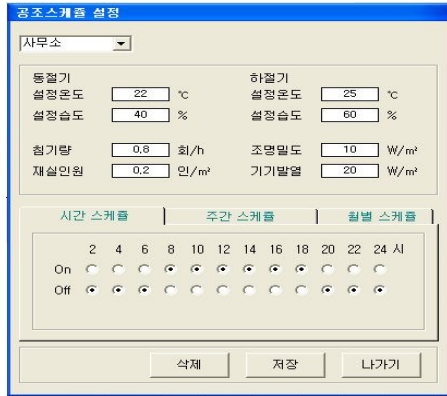 공조스케쥴 설정
사무소
동절기 하절기
설정온도 22 ℃ 설정온도 25 ℃
설정습도 40 % 설정습도 60 %
침기량 0,8 회/h 조명밀도 10 W/m²
재실인원 0,2 인/m² 기기발열 20 W/m²
시간 스케쥴 주간 스케쥴 월별 스케쥴
2 4 6 8 10 12 14 16 18 20 22 24 시
On
Off
삭제 저장 나가기